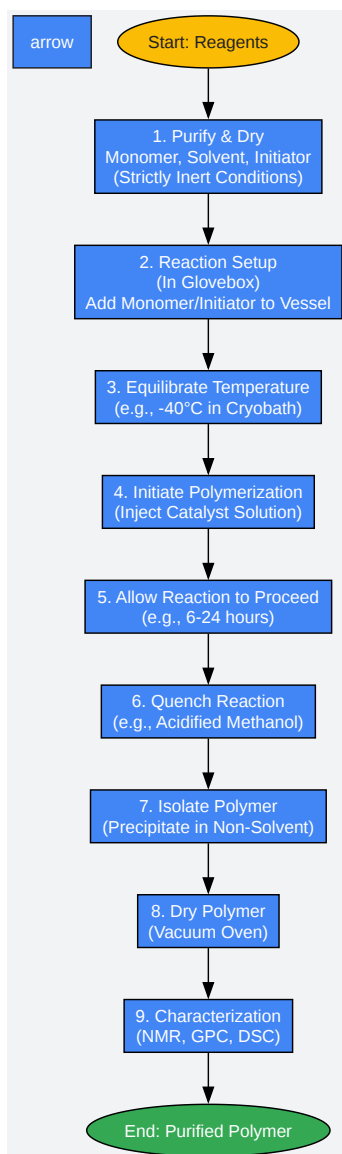 arrow
Start: Reagents
1. Purify & Dry
Monomer, Solvent, Initiator
(Strictly Inert Conditions)
2. Reaction Setup
(In Glovebox)
Add Monomer/Initiator to Vessel
3. Equilibrate Temperature
(e.g., -40°C in Cryobath)
4. Initiate Polymerization
(Inject Catalyst Solution)
5. Allow Reaction to Proceed
(e.g., 6-24 hours)
6. Quench Reaction
(e.g., Acidified Methanol)
7. Isolate Polymer
(Precipitate in Non-Solvent)
8. Dry Polymer
(Vacuum Oven)
9. Characterization
(NMR, GPC, DSC)
End: Purified Polymer